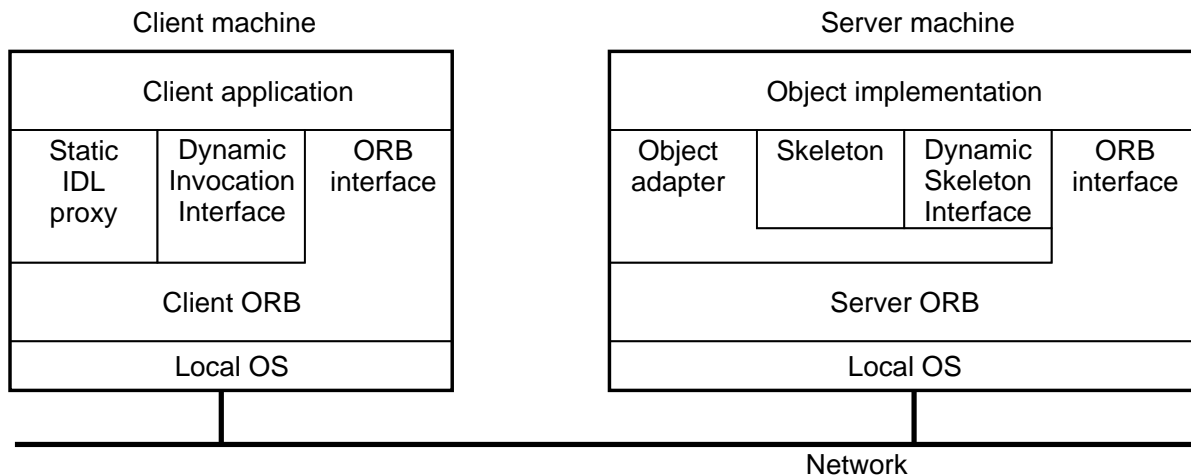 Client machine
Server machine
Client application
Object implementation
Static
IDL
proxy
Dynamic
Invocation
Interface
ORB
interface
Object
adapter
Skeleton
Dynamic
Skeleton
Interface
ORB
interface
Client ORB
Server ORB
Local OS
Local OS
Network